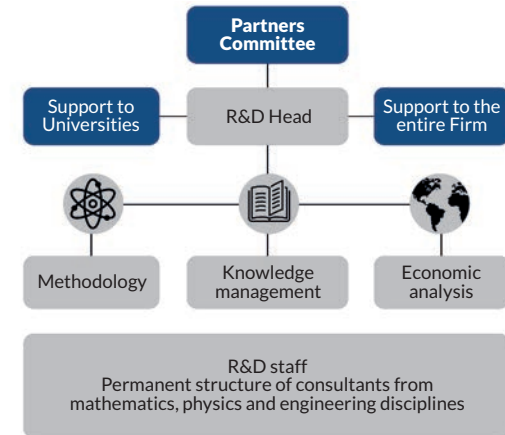 Partners
Committee
Support to
Universities
R&D Head
Support to the
entire Firm
Methodology
Knowledge
management
Economic
analysis
R&D staff
Permanent structure of consultants from
mathematics, physics and engineering disciplines